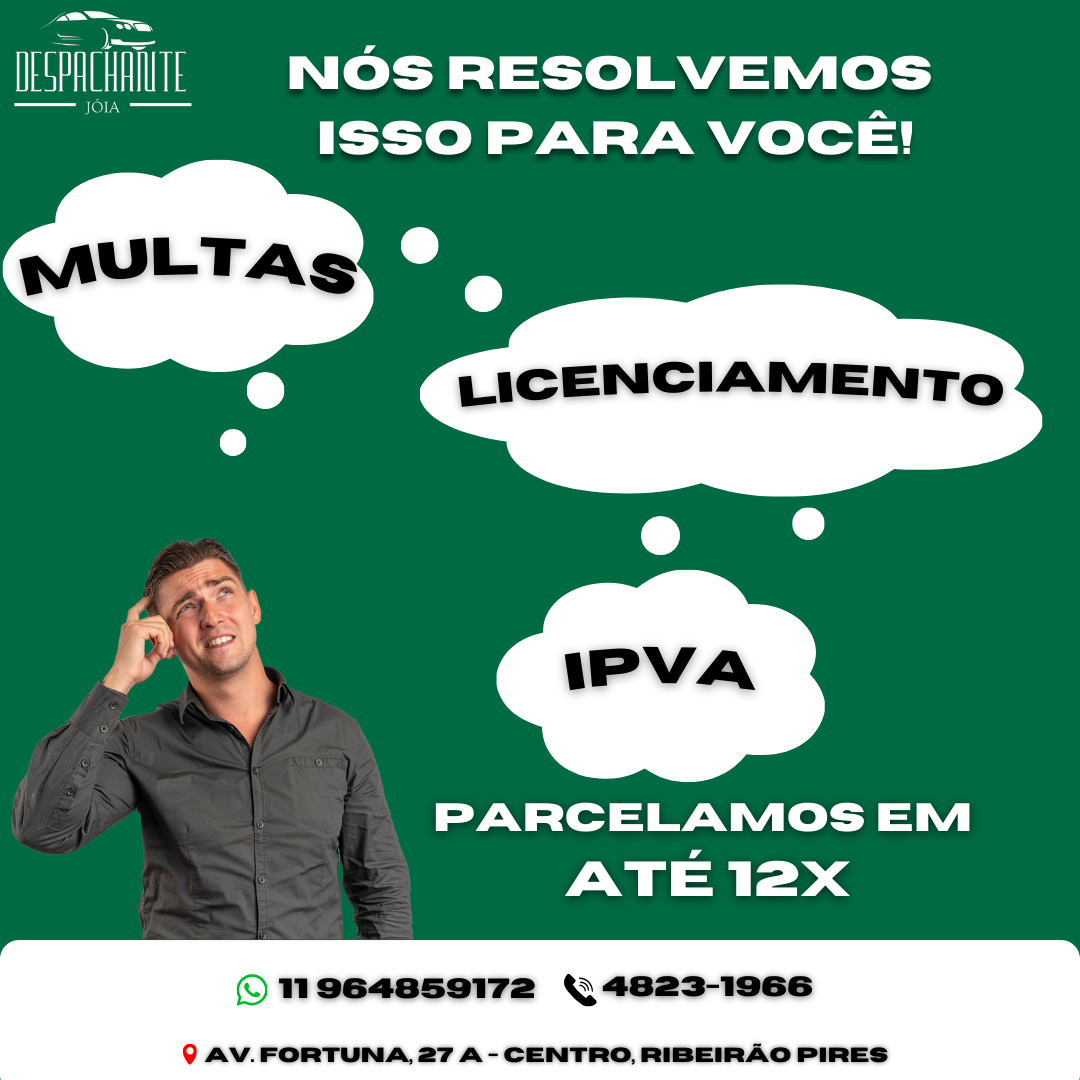 DESPACHANTE
JÓIA
NÓS RESOLVEMOS
ISSO PARA VOCÊ!
MULTAS
LICENCIAMENTO
IPVA
PARCELAMOS EM
ATÉ 12X
11 964859172
4823-1966
AV. FORTUNA, 27 A - CENTRO, RIBEIRÃO PIRES